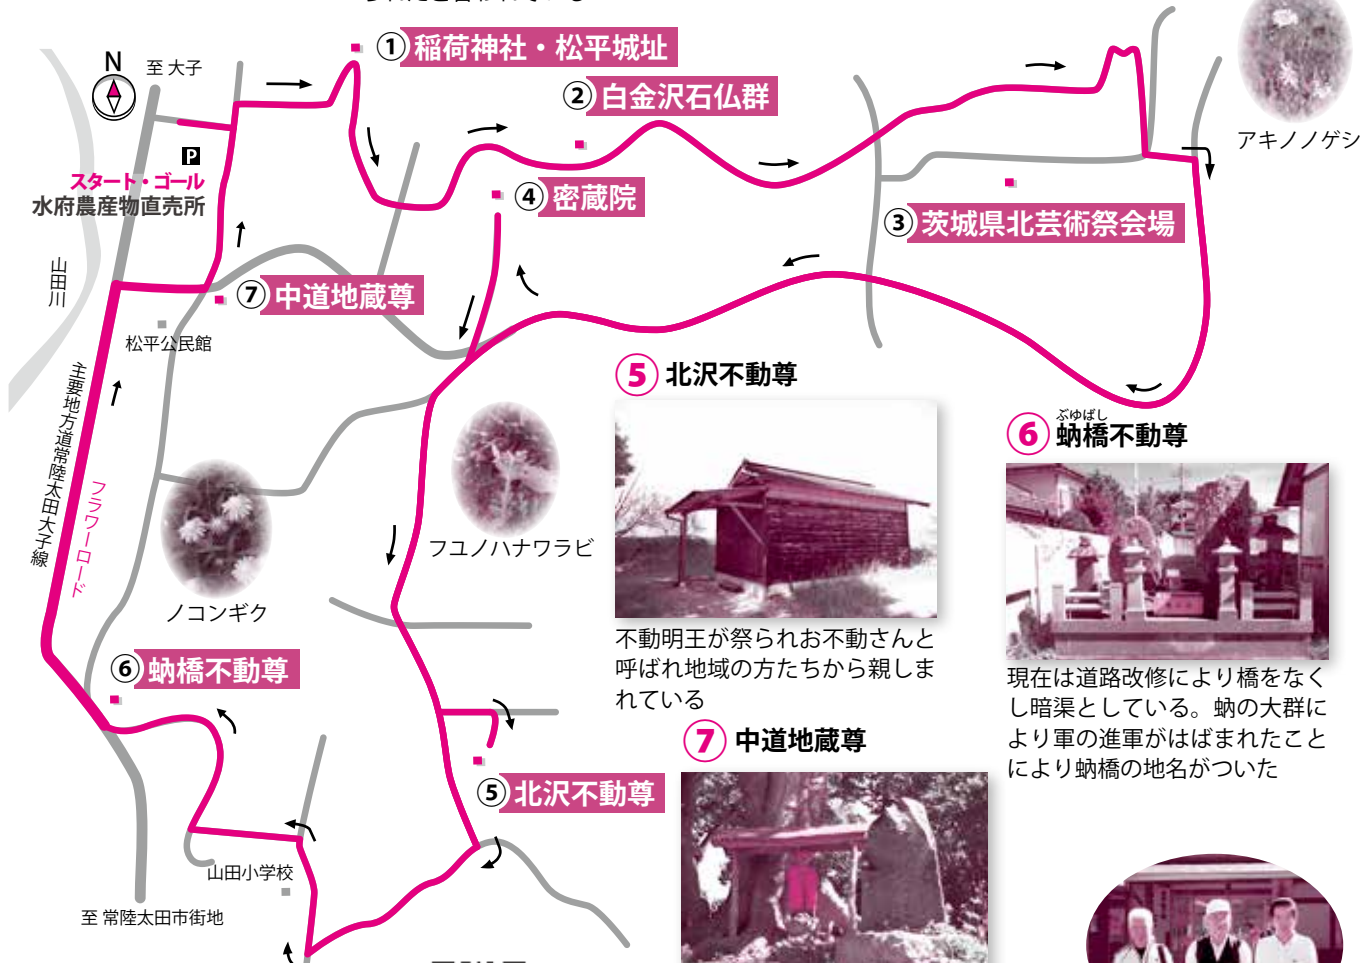 N
至 大子
① 稲荷神社・松平城址
② 白金沢石仏群
アキノノゲシ
P
スタート・ゴール
水府農産物直売所
④ 密蔵院
③ 茨城県北芸術祭会場
山田川
⑦ 中道地蔵尊
松平公民館
主要地方道常陸太田大子線
フラワーロード
フユノハナワラビ
ノコンギク
⑥ 蚋橋不動尊
⑤ 北沢不動尊
山田小学校
至 常陸太田市街地
⑤ 北沢不動尊
不動明王が祭られお不動さんと
呼ばれ地域の方たちから親しま
れている
ぶゆばし
⑥ 蚋橋不動尊
現在は道路改修により橋をなく
し暗渠としている。蚋の大群に
より軍の進軍がはばまれたこと
により蚋橋の地名がついた
⑦ 中道地蔵尊